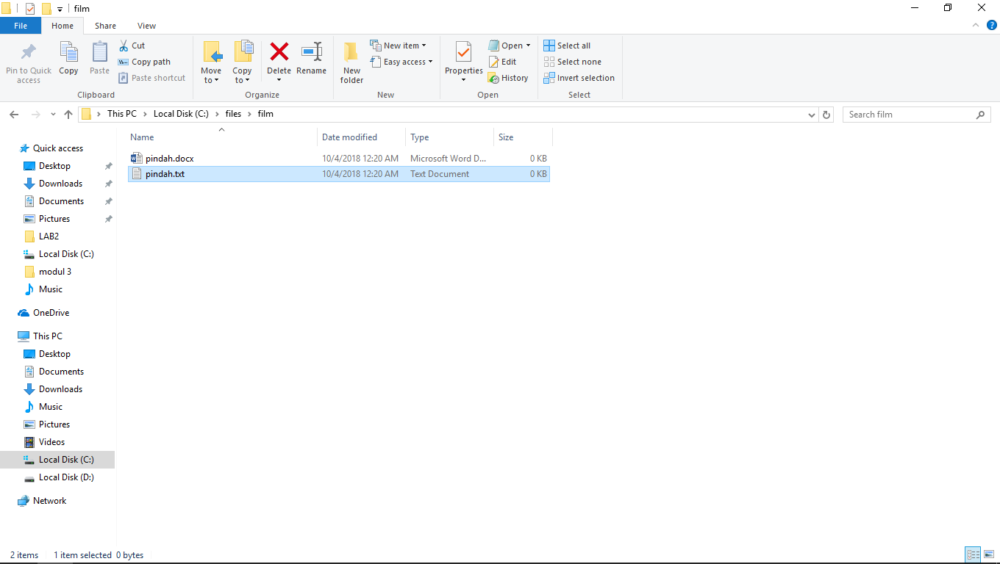 film
File Home Share View
Pin to Quick access
Copy
Paste
Cut
Copy path
Paste shortcut
Clipboard
Move to
Copy to
Delete
Rename
Organize
New folder
New item
Easy access
New
Properties
Open
Edit
History
Open
Select all
Select none
Invert selection
Select
This PC Local Disk (C:) files film
Search film
Name Date modified Type Size
pindah.docx 10/4/2018 12:20 AM Microsoft Word D... 0 KB
pindah.txt 10/4/2018 12:20 AM Text Document 0 KB
Quick access
Desktop
Downloads
Documents
Pictures
LAB2
Local Disk (C:)
modul 3
Music
OneDrive
This PC
Desktop
Documents
Downloads
Music
Pictures
Videos
Local Disk (C:)
Local Disk (D:)
Network
2 items 1 item selected 0 bytes